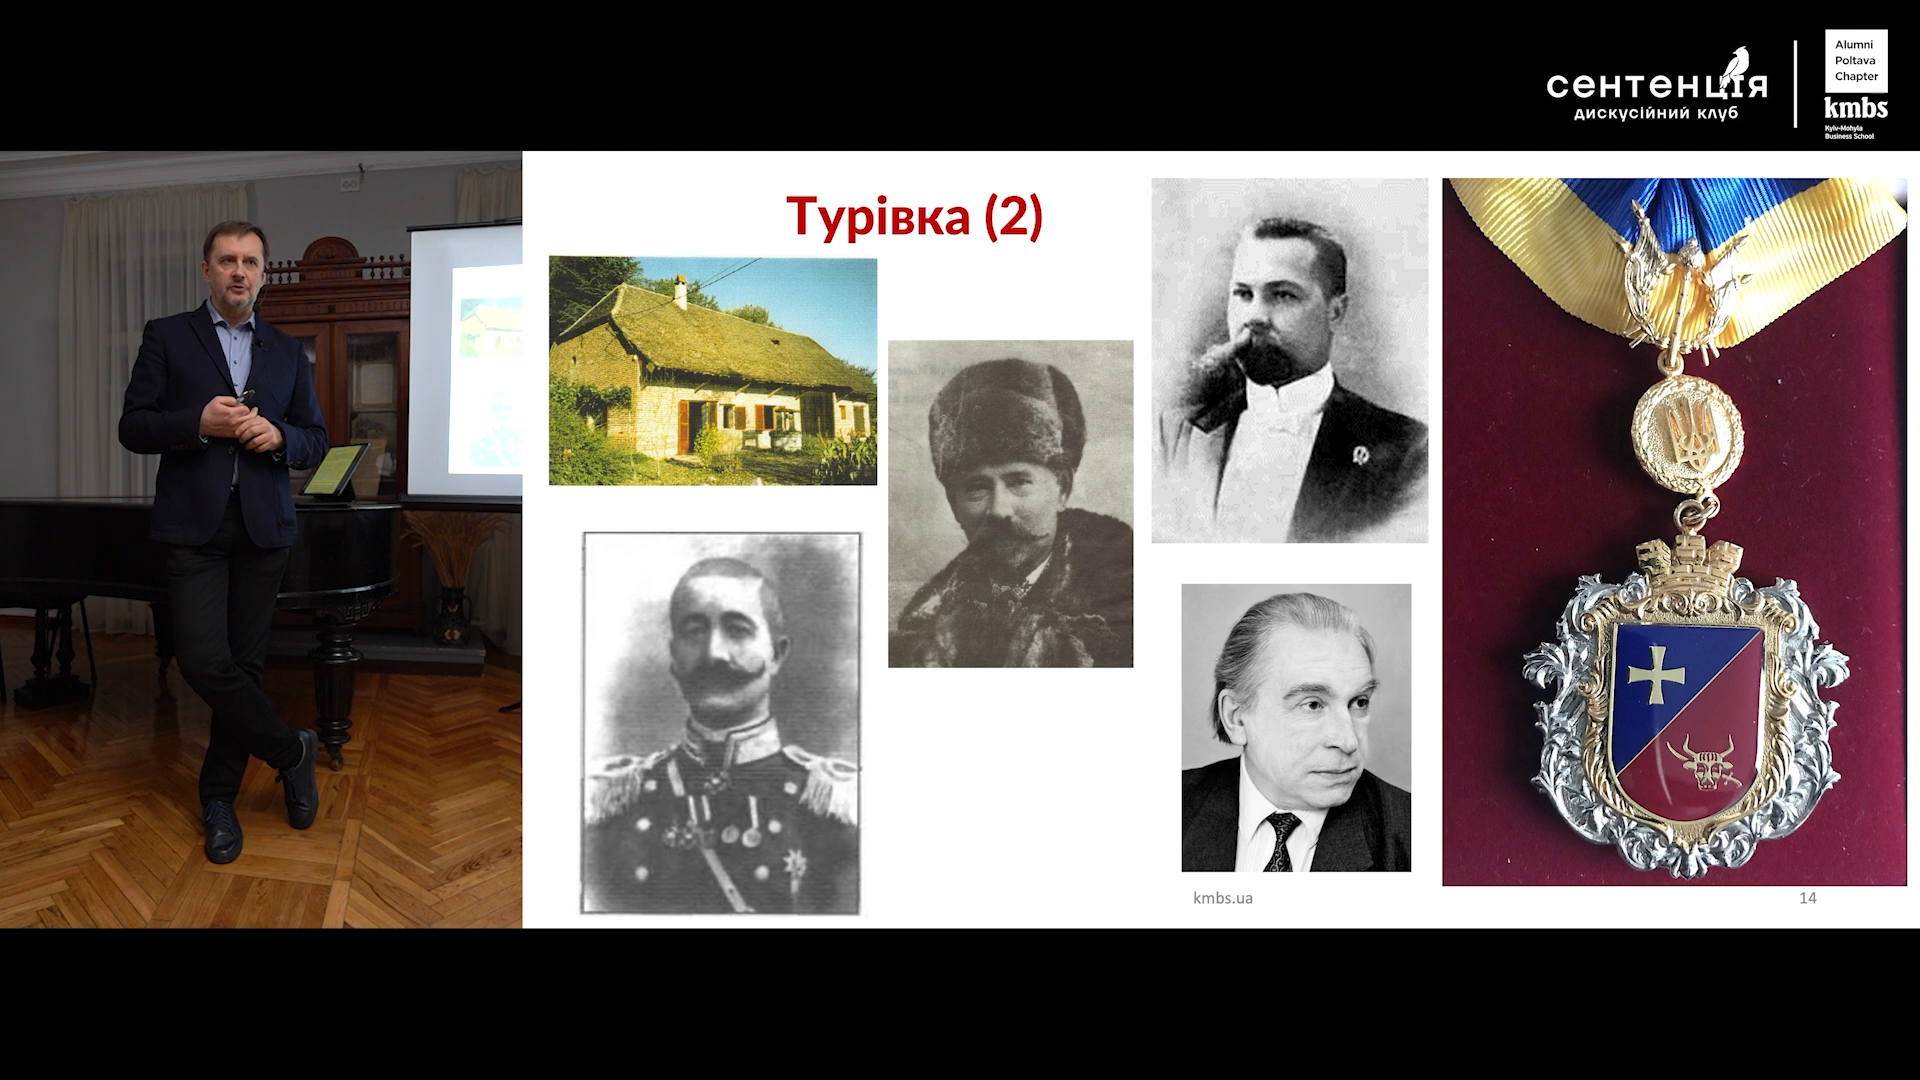 сентенція
дискусійний клуб
Alumni
Poltava
Chapter
kmbs
Kyiv-Mohyla
Business School
Турівка (2)
kmbs.ua
14